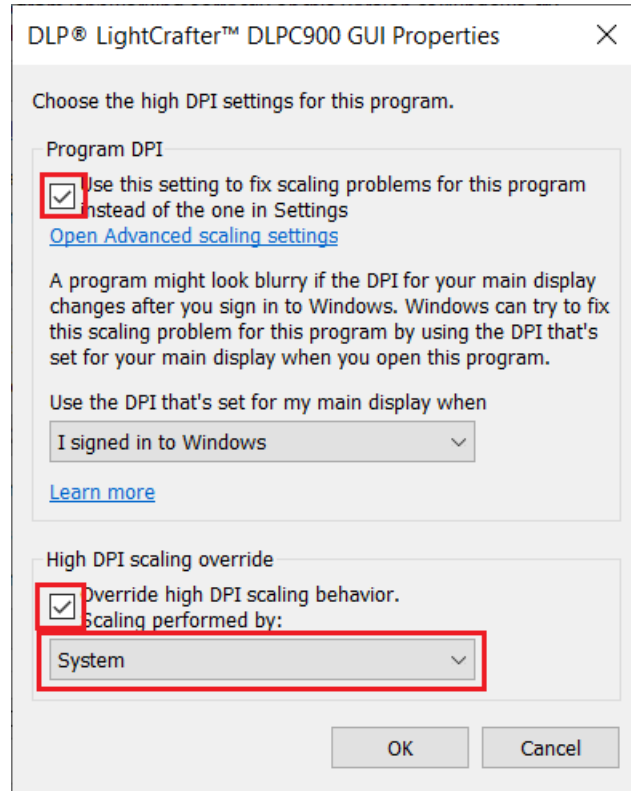 DLP® LightCrafter™ DLPC900 GUI Properties
Choose the high DPI settings for this program.
Program DPI
Use this setting to fix scaling problems for this program
instead of the one in Settings
Open Advanced scaling settings
A program might look blurry if the DPI for your main display
changes after you sign in to Windows. Windows can try to fix
this scaling problem for this program by using the DPI that's
set for your main display when you open this program.
Use the DPI that's set for my main display when
I signed in to Windows
Learn more
High DPI scaling override
Override high DPI scaling behavior.
Scaling performed by:
System
OK
Cancel